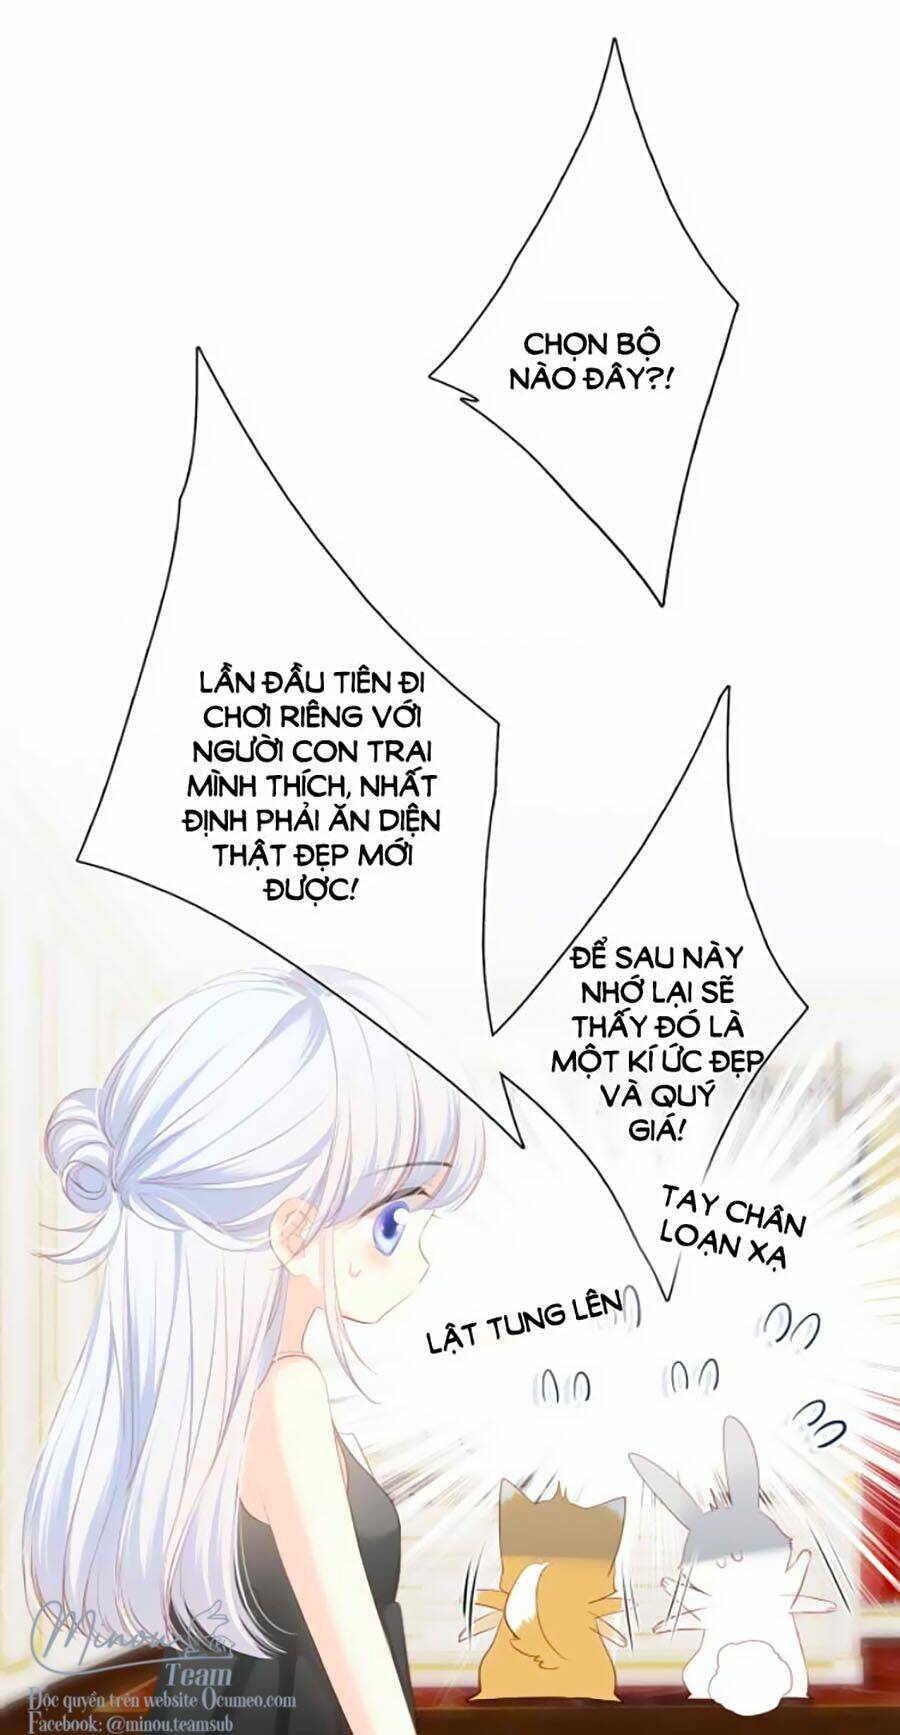 CHỌN BỘ
NÀO ĐÂY?!
LẦN ĐẦU TIÊN ĐI
CHƠI RIÊNG VỚI
NGƯỜI CON TRAI
MÌNH THÍCH, NHẤT
ĐỊNH PHẢI ĂN DIỆN
THẬT ĐẸP MỚI
ĐƯỢC!
ĐỂ SAU NÀY
NHỚ LẠI SẼ
THẤY ĐÓ LÀ
MỘT KÍ ỨC ĐẸP
VÀ QUÝ
GIÁ!
TAY CHÂN
LOẠN XẠ
LẬT TUNG LÊN
Minou
Team
Độc quyền trên website Ocumeo.com
Facebook: @minou.teamsub